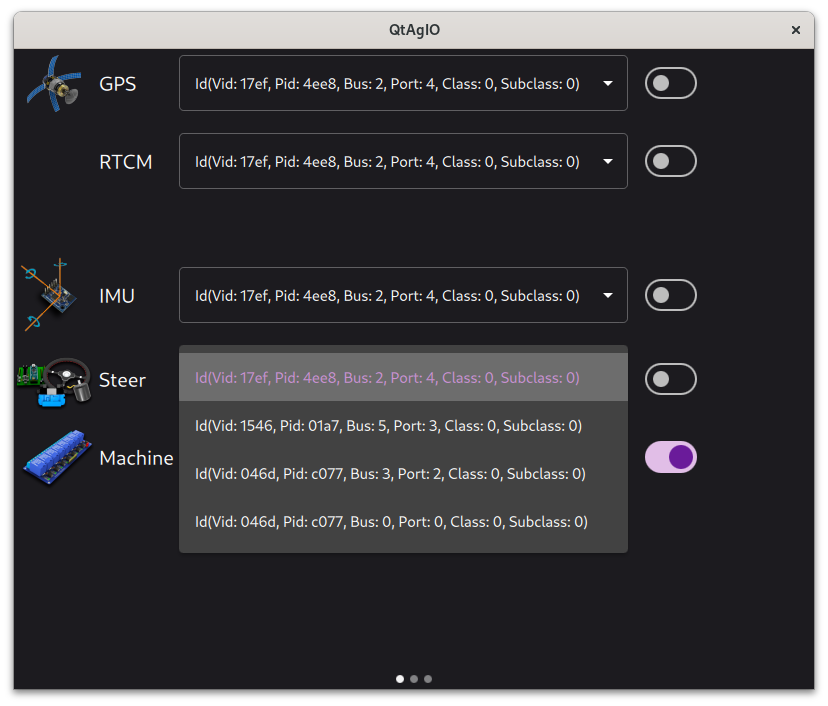 QtAgIO
GPS
Id(Vid: 17ef, Pid: 4ee8, Bus: 2, Port: 4, Class: 0, Subclass: 0)
RTCM
Id(Vid: 17ef, Pid: 4ee8, Bus: 2, Port: 4, Class: 0, Subclass: 0)
IMU
Id(Vid: 17ef, Pid: 4ee8, Bus: 2, Port: 4, Class: 0, Subclass: 0)
Steer
Id(Vid: 17ef, Pid: 4ee8, Bus: 2, Port: 4, Class: 0, Subclass: 0)
Id(Vid: 1546, Pid: 01a7, Bus: 5, Port: 3, Class: 0, Subclass: 0)
Machine
Id(Vid: 046d, Pid: c077, Bus: 3, Port: 2, Class: 0, Subclass: 0)
Id(Vid: 046d, Pid: c077, Bus: 0, Port: 0, Class: 0, Subclass: 0)